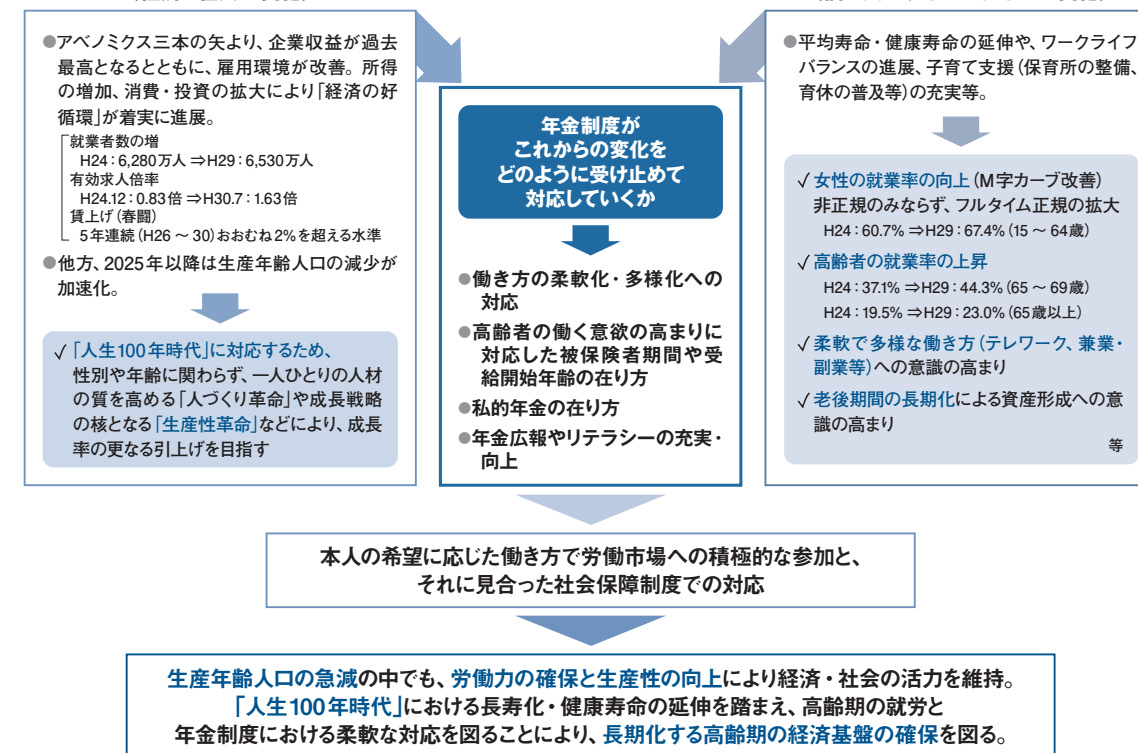 ●アベノミクス三本の矢より、企業収益が過去
最高となるとともに、雇用環境が改善。所得
の増加、消費・投資の拡大により「経済の好
循環」が着実に進展。
就業者数の増
H24：6,280万人 ⇒H29：6,530万人
有効求人倍率
H24.12：0.83倍 ⇒H30.7：1.63倍
賃上げ（春闘）
5年連続（H26 ～ 30）おおむね2%を超える水準
●他方、2025年以降は生産年齢人口の減少が
加速化。
✓「人生100年時代」に対応するため、
性別や年齢に関わらず、一人ひとりの人材
の質を高める「人づくり革命」や成長戦略
の核となる「生産性革命」などにより、成長
率の更なる引上げを目指す
年金制度が
これからの変化を
どのように受け止めて
対応していくか
●働き方の柔軟化・多様化への
対応
●高齢者の働く意欲の高まりに
対応した被保険者期間や受
給開始年齢の在り方
●私的年金の在り方
●年金広報やリテラシーの充実・
向上
●平均寿命・健康寿命の延伸や、ワークライフ
バランスの進展、子育て支援（保育所の整備、
育休の普及等）の充実等。
✓女性の就業率の向上（M字カーブ改善）
非正規のみならず、フルタイム正規の拡大
H24：60.7% ⇒H29：67.4%（15 ～ 64歳）
✓高齢者の就業率の上昇
H24：37.1% ⇒H29：44.3%（65 ～ 69歳）
H24：19.5% ⇒H29：23.0%（65歳以上）
✓柔軟で多様な働き方（テレワーク、兼業・
副業等）への意識の高まり
✓老後期間の長期化による資産形成への意
識の高まり
等
本人の希望に応じた働き方で労働市場への積極的な参加と、
それに見合った社会保障制度での対応
生産年齢人口の急減の中でも、労働力の確保と生産性の向上により経済・社会の活力を維持。
「人生100年時代」における長寿化・健康寿命の延伸を踏まえ、高齢期の就労と
年金制度における柔軟な対応を図ることにより、長期化する高齢期の経済基盤の確保を図る。